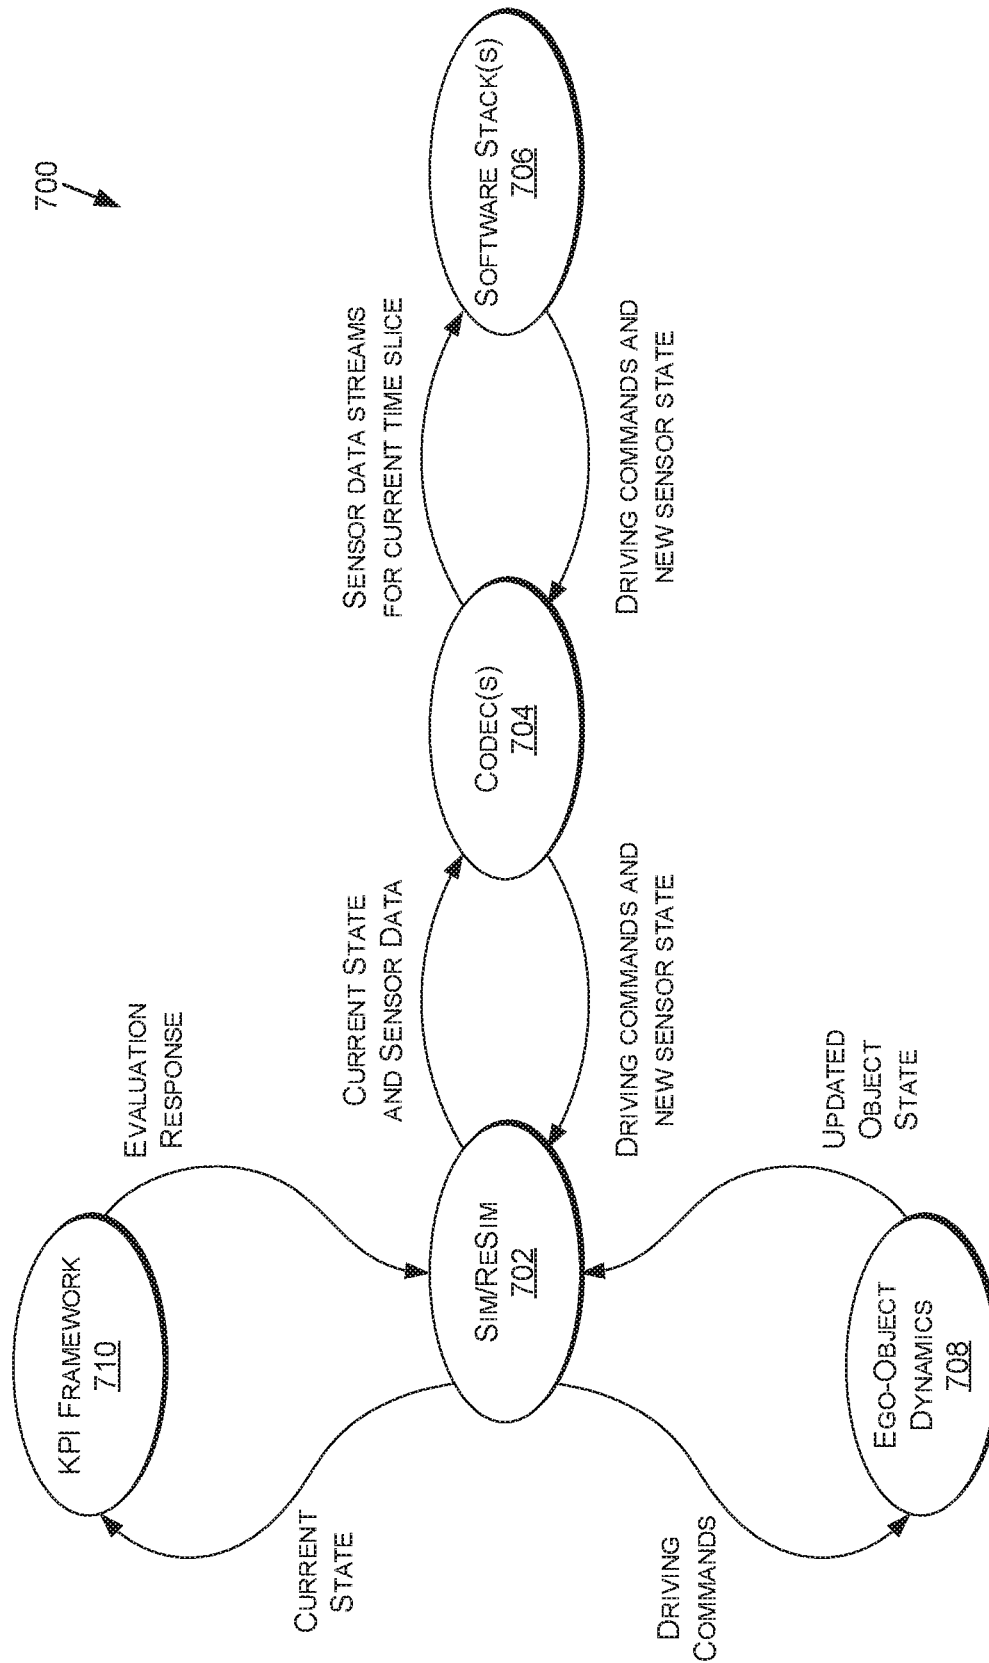 700
KPI FRAMEWORK
710
EVALUATION
RESPONSE
CURRENT
STATE
CURRENT STATE
AND SENSOR DATA
SENSOR DATA STREAMS
FOR CURRENT TIME SLICE
SIM/RESIM
702
CODEC(S)
704
SOFTWARE STACK(S)
706
DRIVING COMMANDS AND
NEW SENSOR STATE
DRIVING COMMANDS AND
NEW SENSOR STATE
DRIVING
COMMANDS
UPDATED
OBJECT
STATE
EGO-OBJECT
DYNAMICS
708